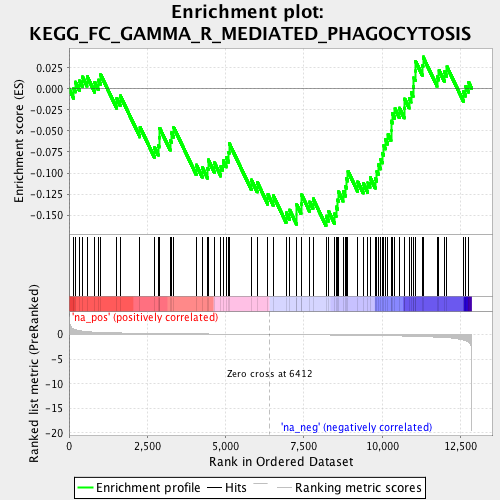 Enrichment plot:
KEGG_FC_GAMMA_R_MEDIATED_PHAGOCYTOSIS
Enrichment score (ES)
0.025
0.000
-0.025
-0.050
-0.075
-0.100
-0.125
-0.150
Ranked list metric (PreRanked)
'na_pos' (positively correlated)
0
-5
-10
-15
-20
Zero cross at 6412
'na_neg' (negatively correlated)
0
2,500
5,000
7,500
10,000
12,500
Rank in Ordered Dataset
Enrichment profile
Hits
Ranking metric scores